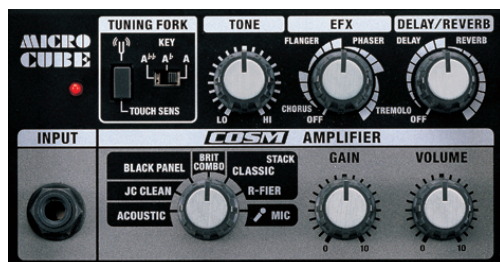 MICRO
CUBE
TUNING FORK
KEY
A♭♭ A♭ A
TOUCH SENS
TONE
LO HI
EFX
FLANGER PHASER
CHORUS TREMOLO
OFF
DELAY/REVERB
DELAY REVERB
OFF
INPUT
COSM AMPLIFIER
BRIT
COMBO
STACK
BLACK PANEL CLASSIC
JC CLEAN R-FIER
ACOUSTIC MIC
GAIN
0 10
VOLUME
0 10